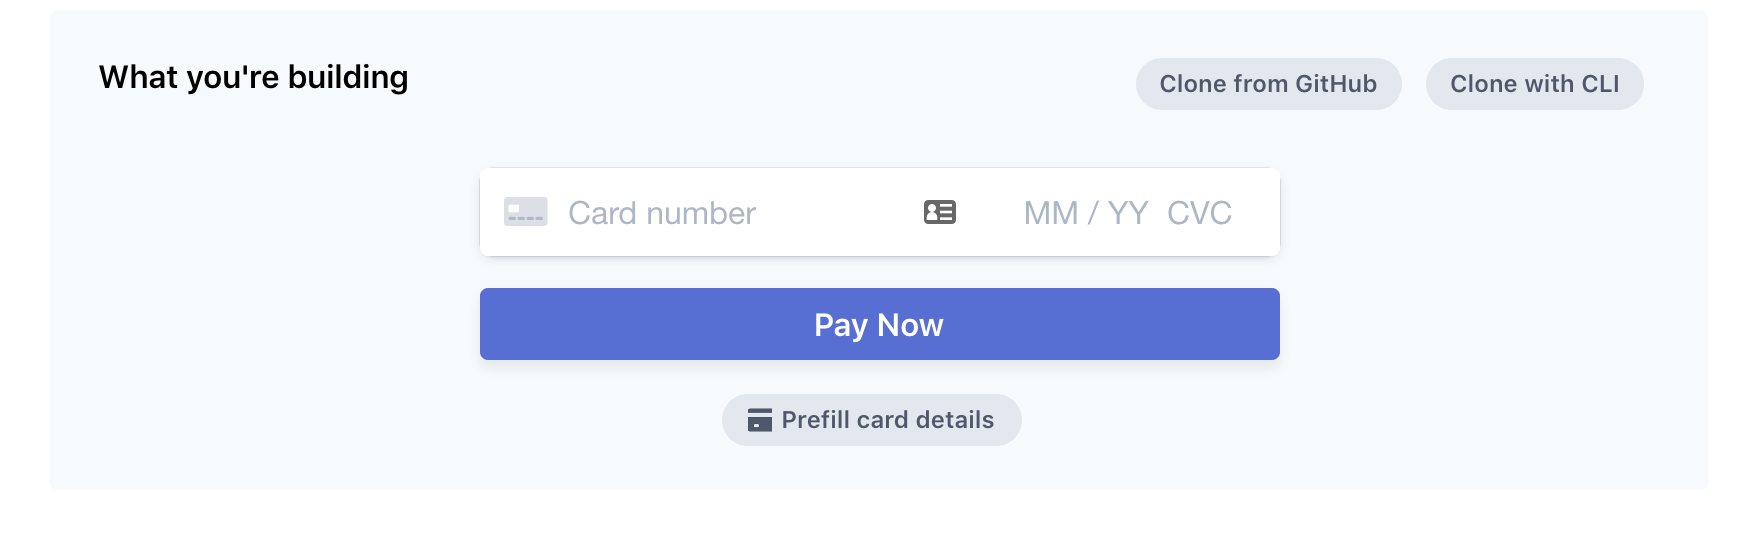 What you're building
Clone from GitHub
Clone with CLI
Card number
MM / YY CVC
Pay Now
Prefill card details